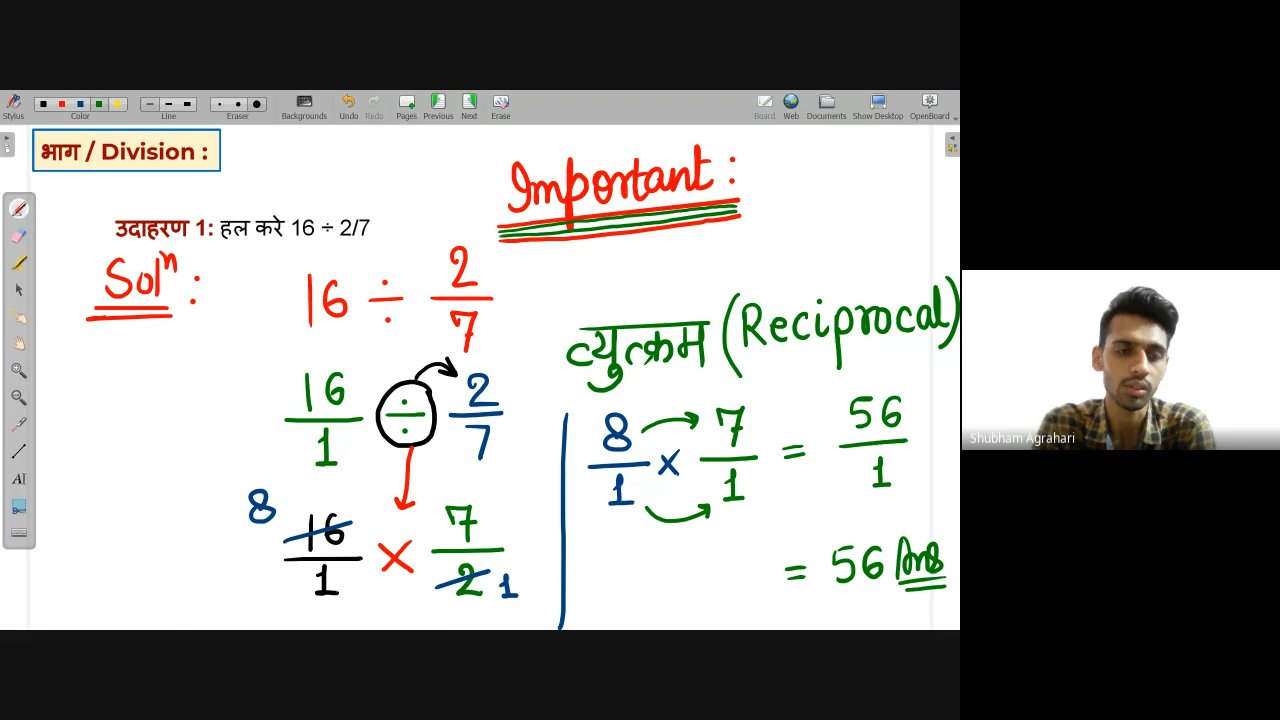 Stylus Color Line Eraser Backgrounds Undo Redo Pages Previous Next Erase Board Web Documents Show Desktop OpenBoard
भाग / Division :
Important :
उदाहरण 1: हल करे 16 ÷ 2/7
Solⁿ :
16 ÷ 2/7
16/1 ÷ 2/7
8
16/1 × 7/2 1
व्युत्क्रम (Reciprocal)
8/1 × 7/1 = 56/1
= 56 Ans
Shubham Agrahari